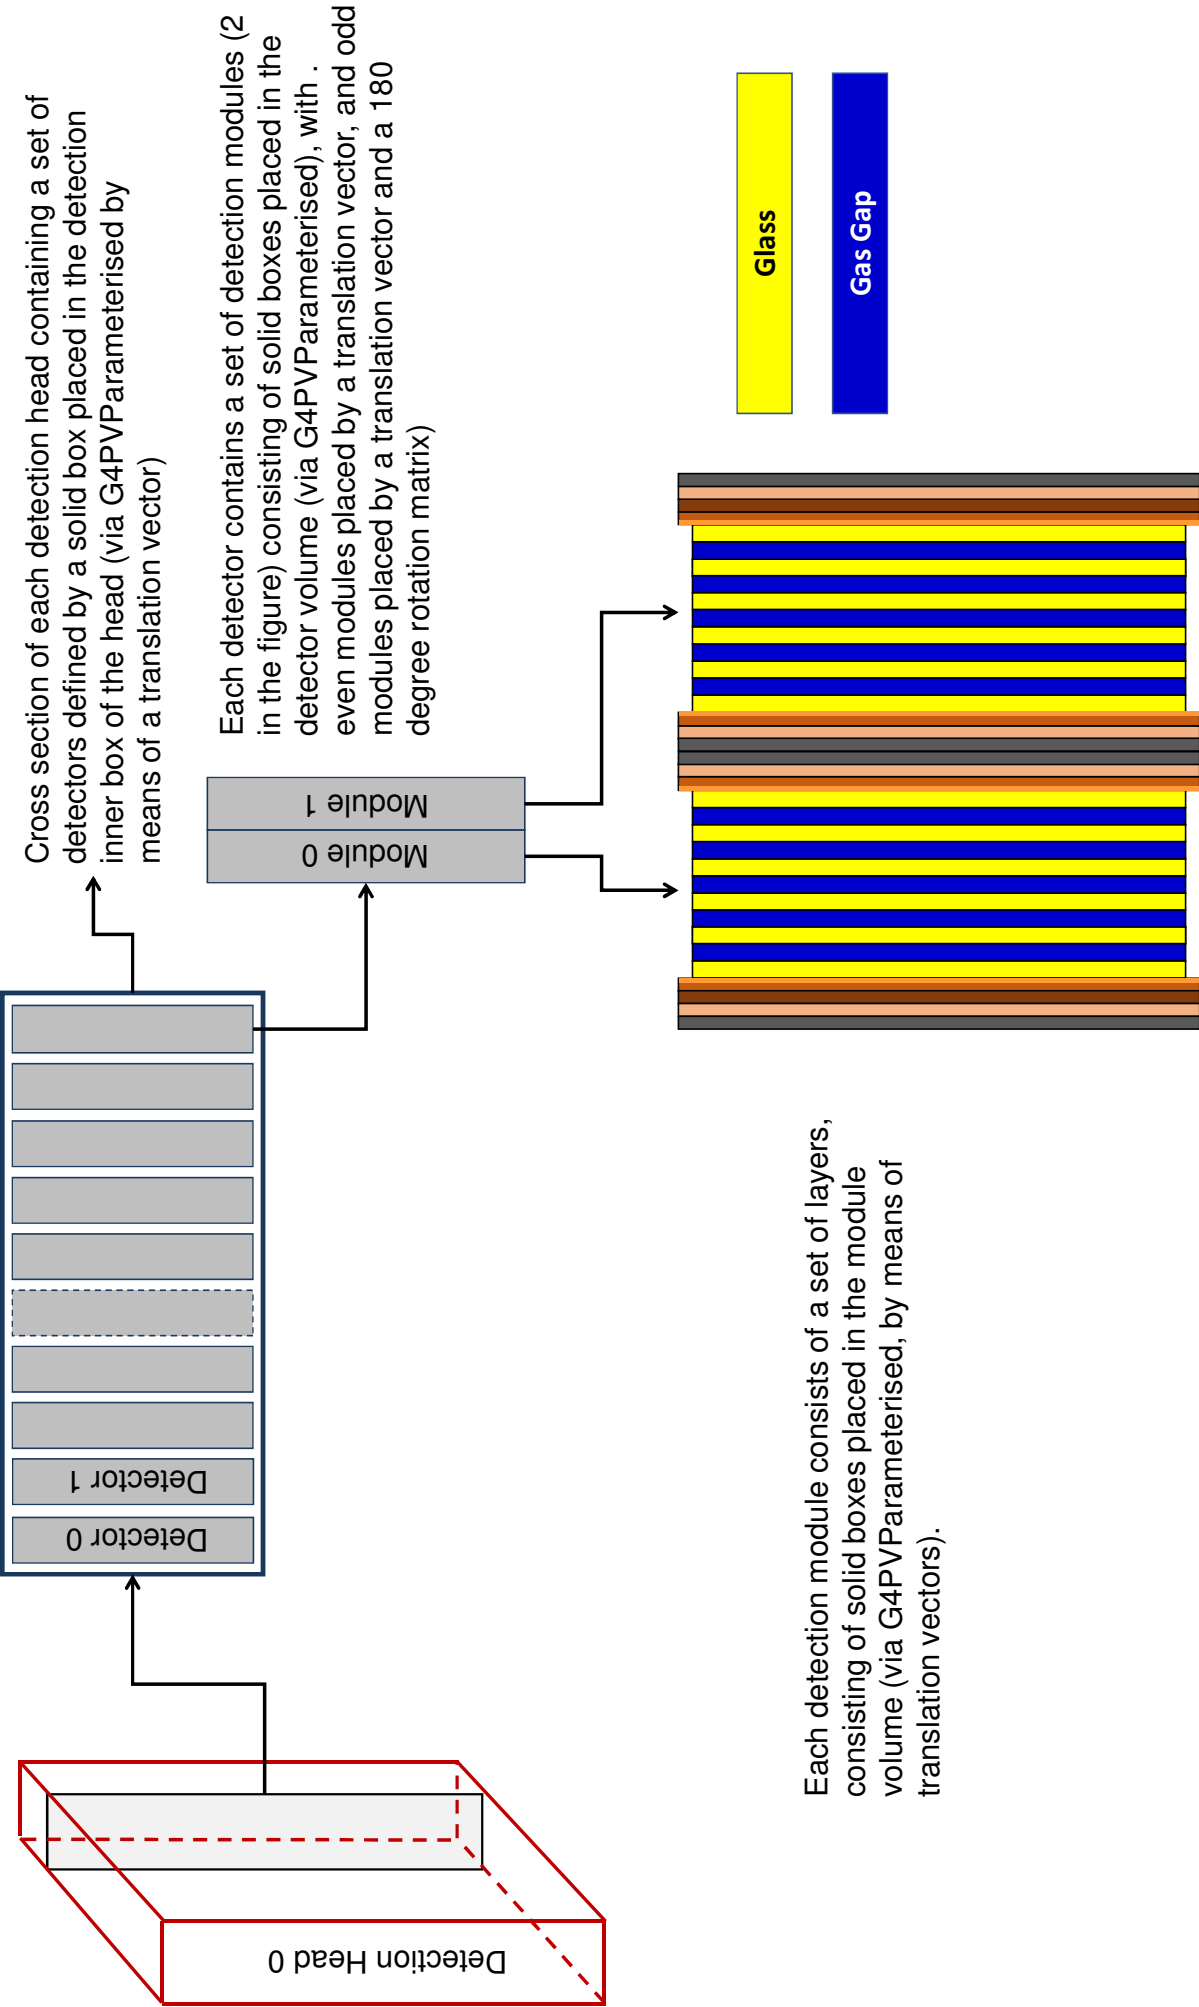 Cross section of each detection head containing a set of
detectors defined by a solid box placed in the detection
inner box of the head (via G4PVParameterised by
means of a translation vector)
Each detector contains a set of detection modules (2
in the figure) consisting of solid boxes placed in the
detector volume (via G4PVParameterised), with .
even modules placed by a translation vector, and odd
modules placed by a translation vector and a 180
degree rotation matrix)
Detection Head 0
Detector 0
Detector 1
Module 0
Module 1
Each detection module consists of a set of layers,
consisting of solid boxes placed in the module
volume (via G4PVParameterised, by means of
translation vectors).
Glass
Gas Gap